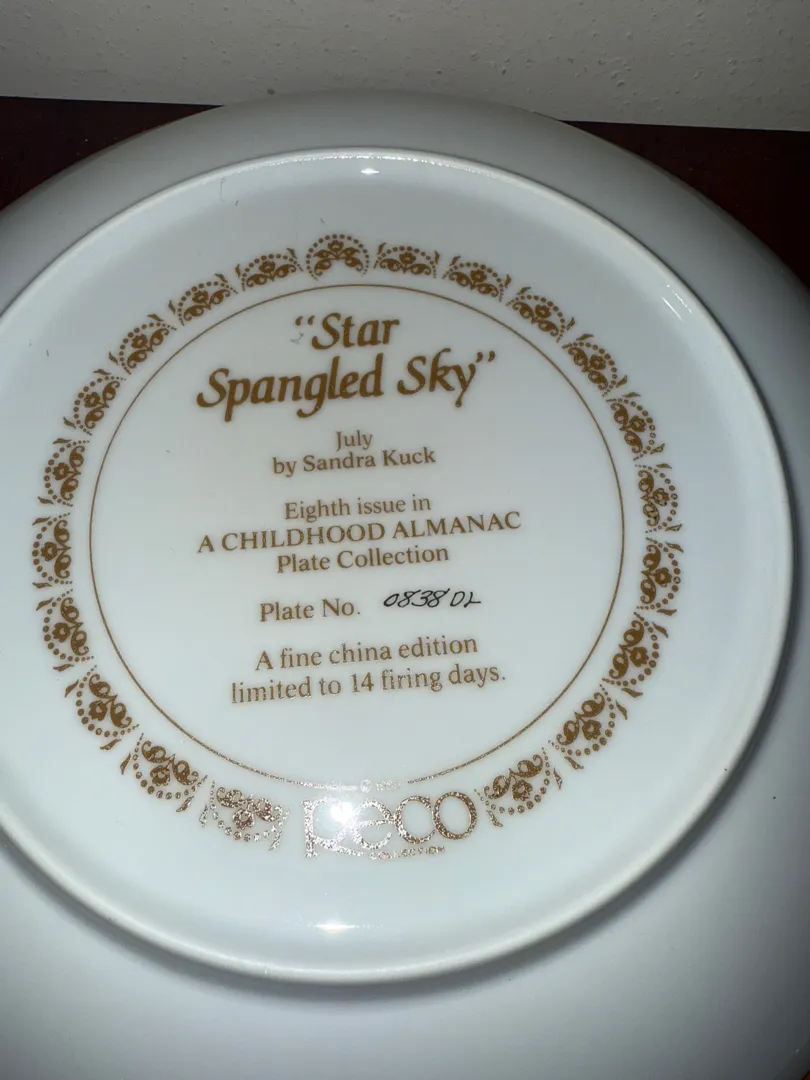 “Star
Spangled Sky”
July
by Sandra Kuck
Eighth issue in
A CHILDHOOD ALMANAC
Plate Collection
Plate No. 0838 DL
A fine china edition
limited to 14 firing days.
reco
COLLECTION